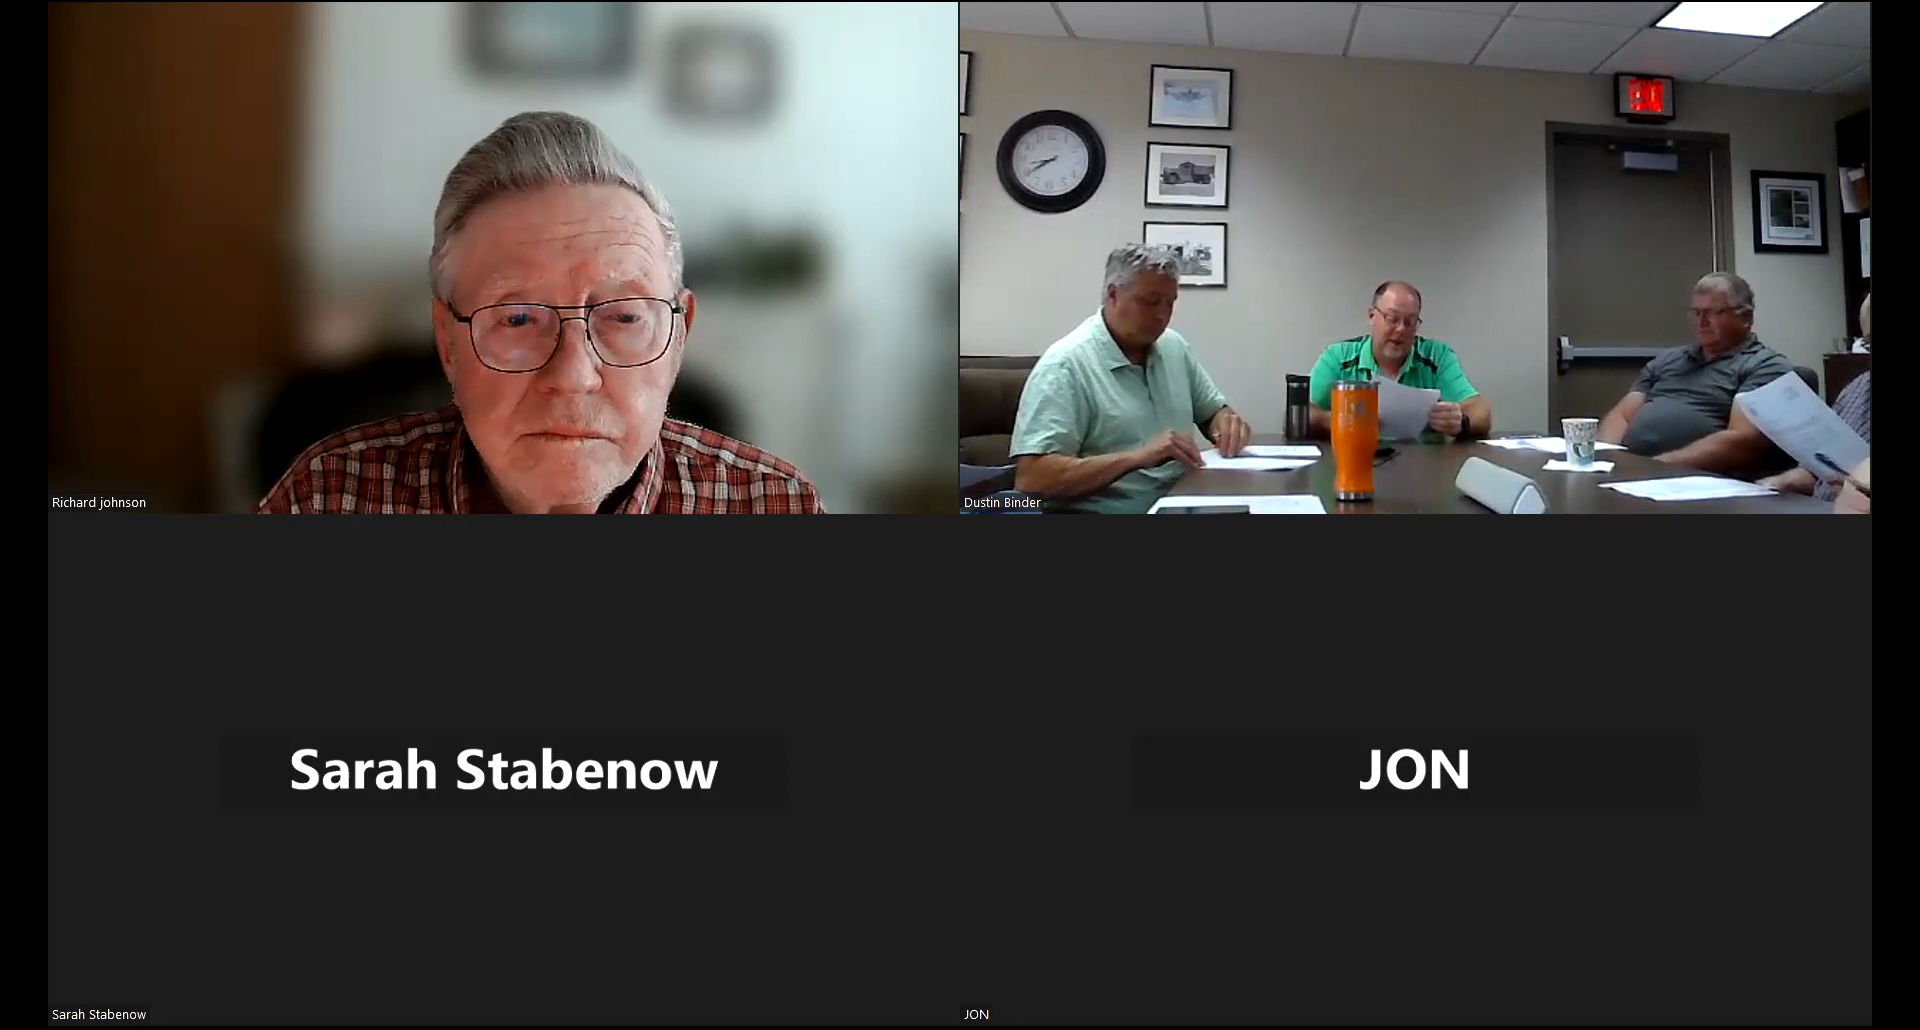 Richard johnson
Dustin Binder
Sarah Stabenow
JON
Sarah Stabenow
JON